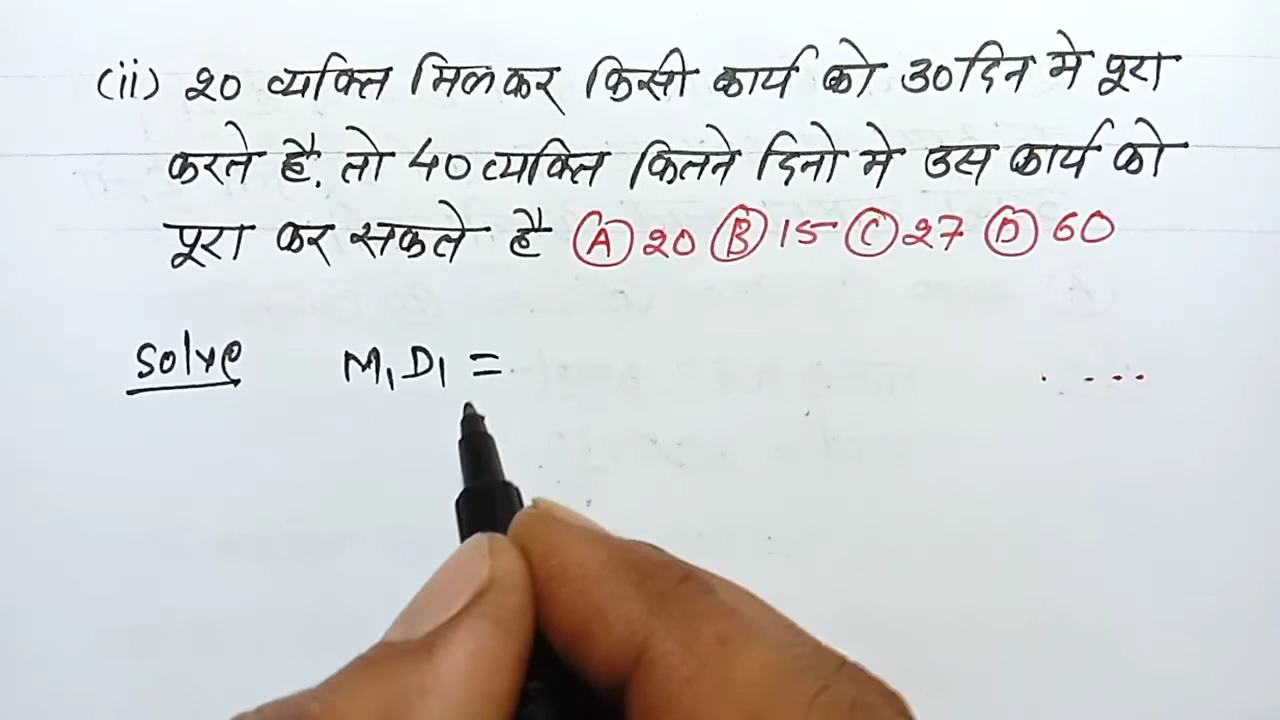 (ii) 20 व्यक्ति मिलकर किसी कार्य को 30 दिन मे पूरा
करते है. तो 40 व्यक्ति कितने दिनो मे उस कार्य को
पूरा कर सकते है (A) 20 (B) 15 (C) 27 (D) 60
Solve M₁D₁ =